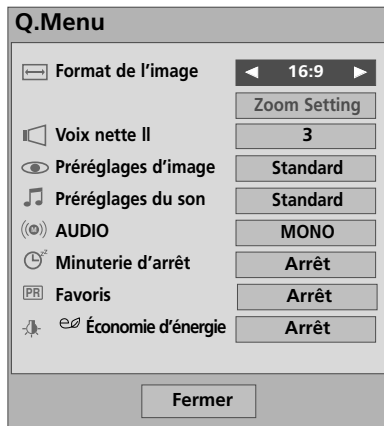 Q.Menu
Format de l'image ◄ 16:9 ►
Zoom Setting
Voix nette II 3
Préréglages d'image Standard
Préréglages du son Standard
AUDIO MONO
Minuterie d'arrêt Arrêt
PR Favoris Arrêt
Économie d'énergie Arrêt
Fermer